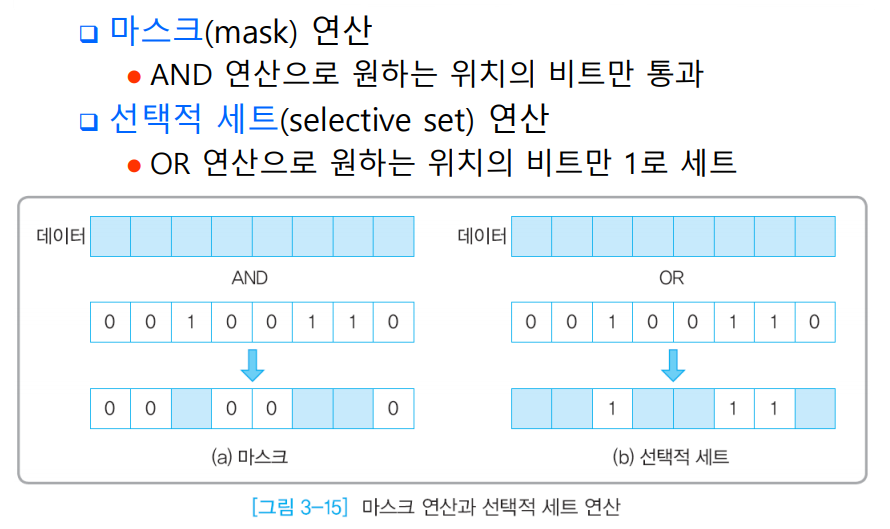 ❑ 마스크(mask) 연산
● AND 연산으로 원하는 위치의 비트만 통과
❑ 선택적 세트(selective set) 연산
● OR 연산으로 원하는 위치의 비트만 1로 세트
데이터
AND
0 0 1 0 0 1 1 0
0 0 0 0 0
(a) 마스크
데이터
OR
0 0 1 0 0 1 1 0
1 1 1
(b) 선택적 세트
[그림 3-15] 마스크 연산과 선택적 세트 연산